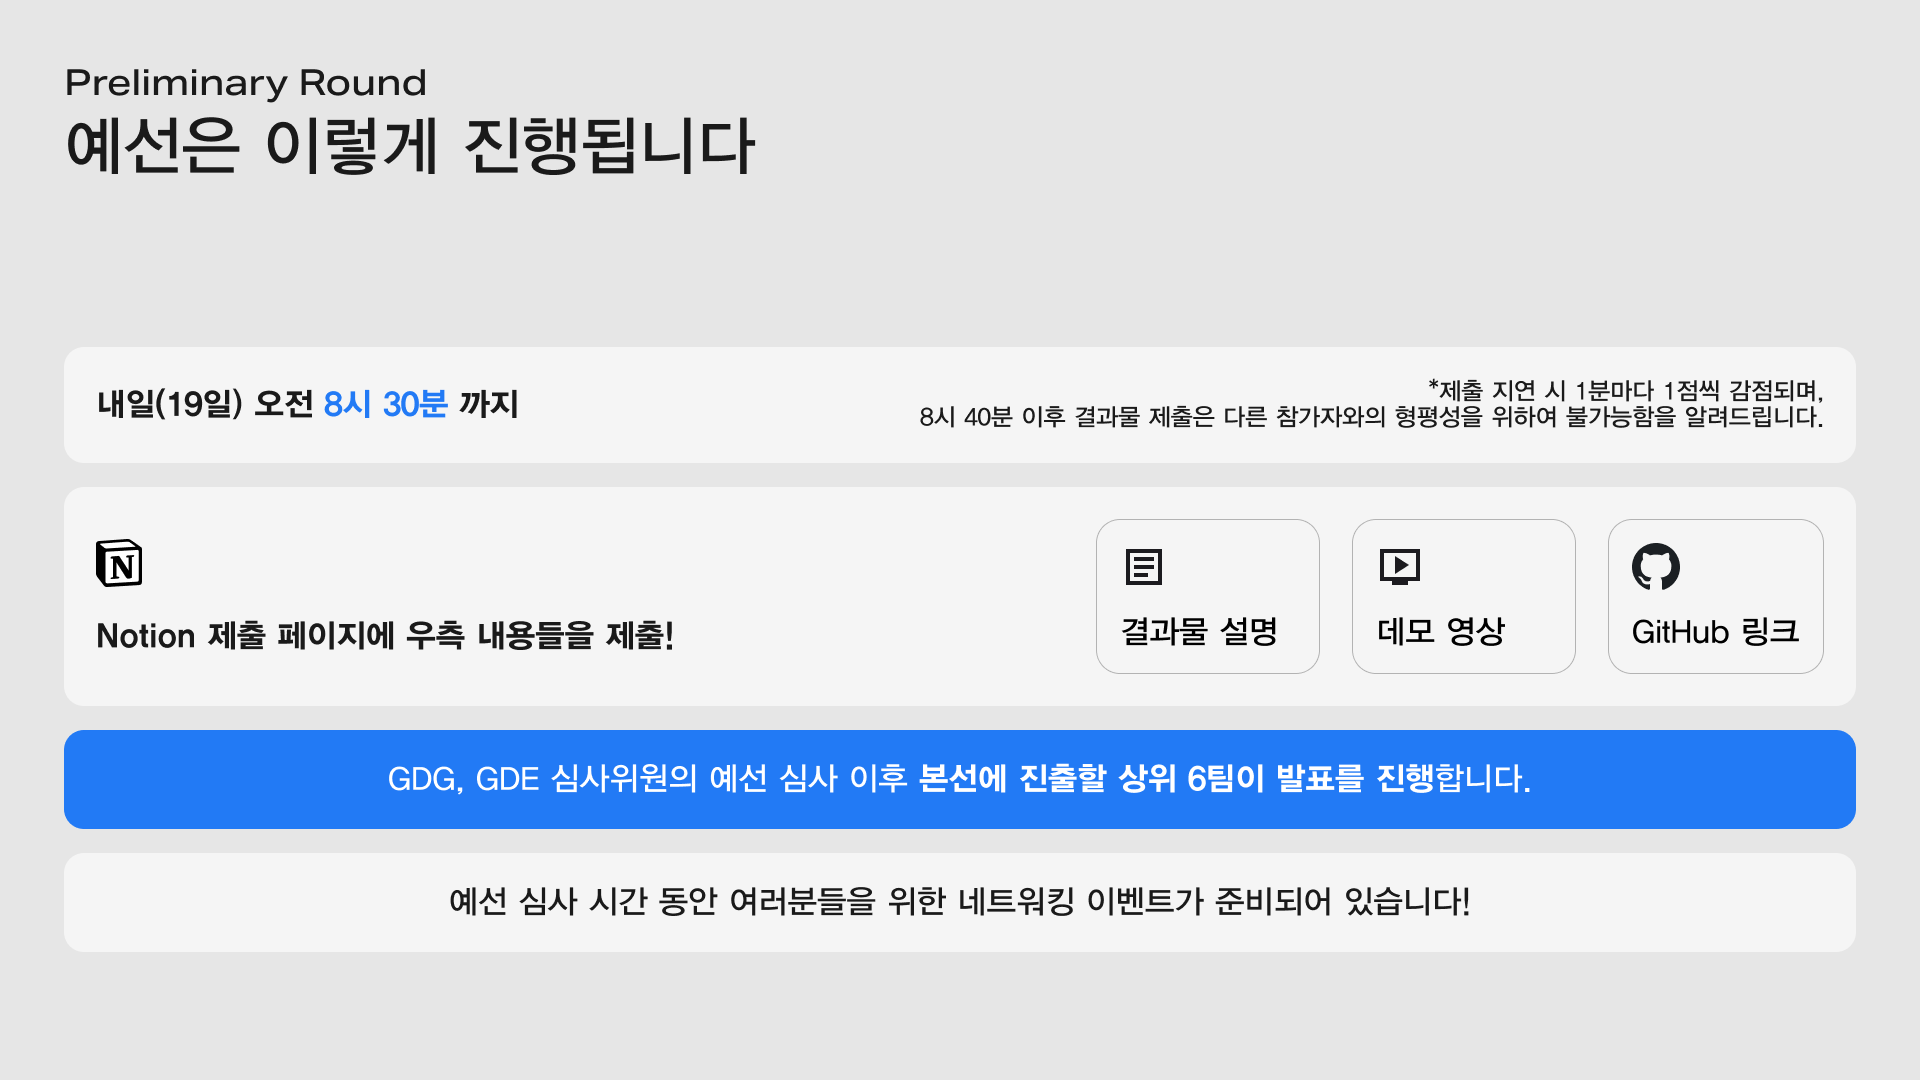 Preliminary Round
예선은 이렇게 진행됩니다
내일(19일) 오전 8시 30분 까지
*제출 지연 시 1분마다 1점씩 감점되며,
8시 40분 이후 결과물 제출은 다른 참가자와의 형평성을 위하여 불가능함을 알려드립니다.
N
Notion 제출 페이지에 우측 내용들을 제출!
결과물 설명
데모 영상
GitHub 링크
GDG, GDE 심사위원의 예선 심사 이후 본선에 진출할 상위 6팀이 발표를 진행합니다.
예선 심사 시간 동안 여러분들을 위한 네트워킹 이벤트가 준비되어 있습니다!